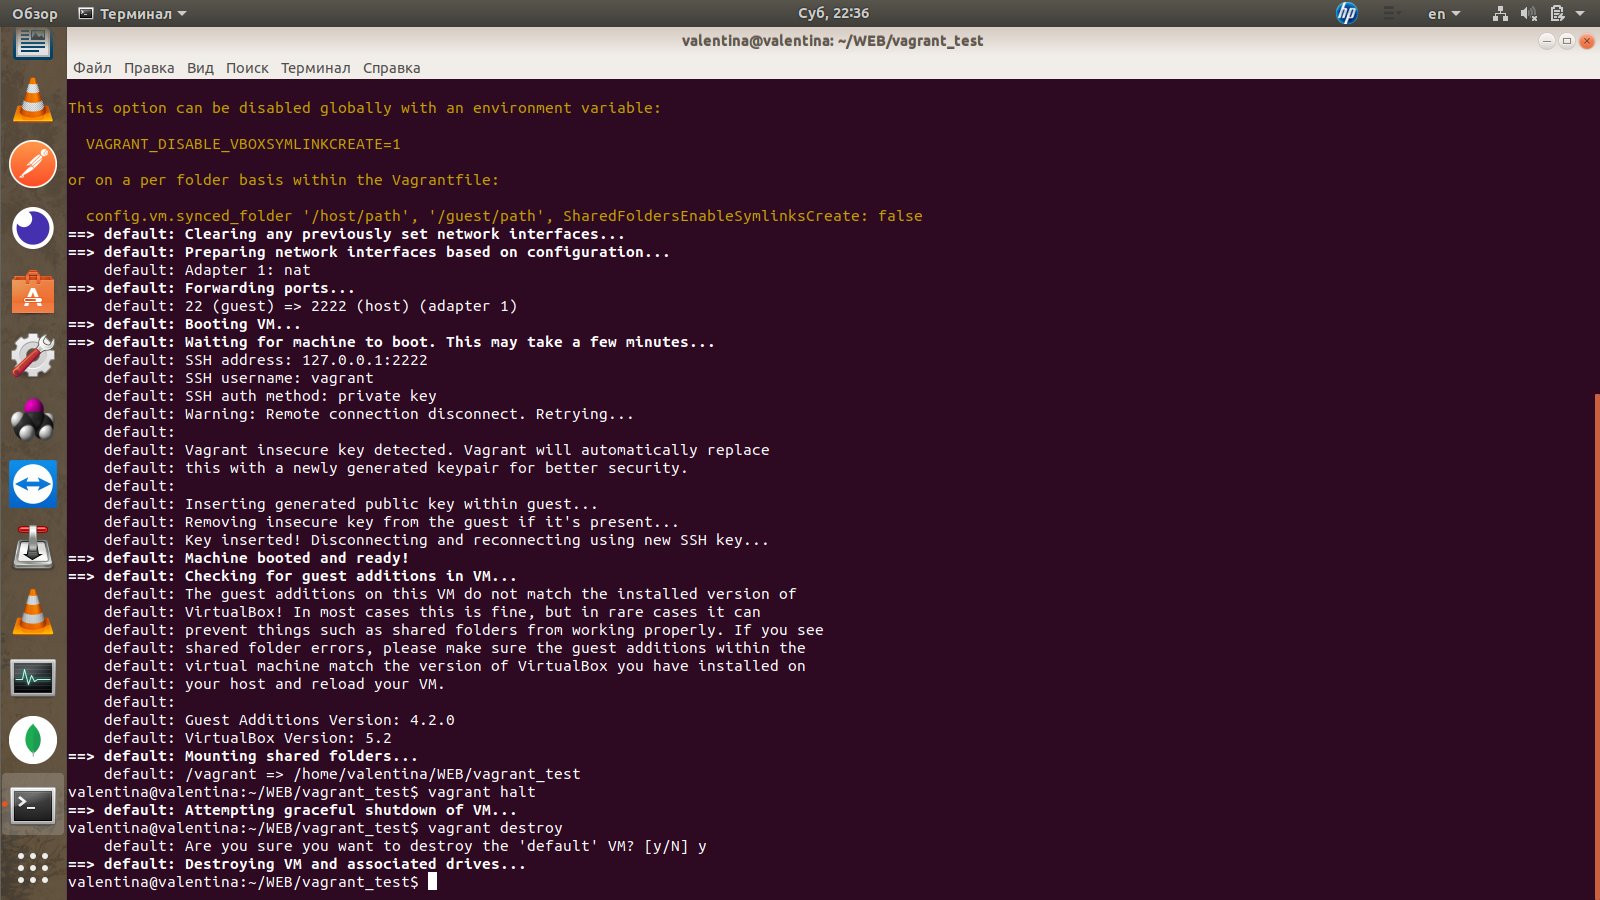 Обзор Терминал Суб, 22:36 hp en
valentina@valentina: ~/WEB/vagrant_test
Файл Правка Вид Поиск Терминал Справка
This option can be disabled globally with an environment variable:
VAGRANT_DISABLE_VBOXSYMLINKCREATE=1
or on a per folder basis within the Vagrantfile:
config.vm.synced_folder '/host/path', '/guest/path', SharedFoldersEnableSymlinksCreate: false
==> default: Clearing any previously set network interfaces...
==> default: Preparing network interfaces based on configuration...
default: Adapter 1: nat
==> default: Forwarding ports...
default: 22 (guest) => 2222 (host) (adapter 1)
==> default: Booting VM...
==> default: Waiting for machine to boot. This may take a few minutes...
default: SSH address: 127.0.0.1:2222
default: SSH username: vagrant
default: SSH auth method: private key
default: Warning: Remote connection disconnect. Retrying...
default:
default: Vagrant insecure key detected. Vagrant will automatically replace
default: this with a newly generated keypair for better security.
default:
default: Inserting generated public key within guest...
default: Removing insecure key from the guest if it's present...
default: Key inserted! Disconnecting and reconnecting using new SSH key...
==> default: Machine booted and ready!
==> default: Checking for guest additions in VM...
default: The guest additions on this VM do not match the installed version of
default: VirtualBox! In most cases this is fine, but in rare cases it can
default: prevent things such as shared folders from working properly. If you see
default: shared folder errors, please make sure the guest additions within the
default: virtual machine match the version of VirtualBox you have installed on
default: your host and reload your VM.
default:
default: Guest Additions Version: 4.2.0
default: VirtualBox Version: 5.2
==> default: Mounting shared folders...
default: /vagrant => /home/valentina/WEB/vagrant_test
valentina@valentina:~/WEB/vagrant_test$ vagrant halt
==> default: Attempting graceful shutdown of VM...
valentina@valentina:~/WEB/vagrant_test$ vagrant destroy
default: Are you sure you want to destroy the 'default' VM? [y/N] y
==> default: Destroying VM and associated drives...
valentina@valentina:~/WEB/vagrant_test$